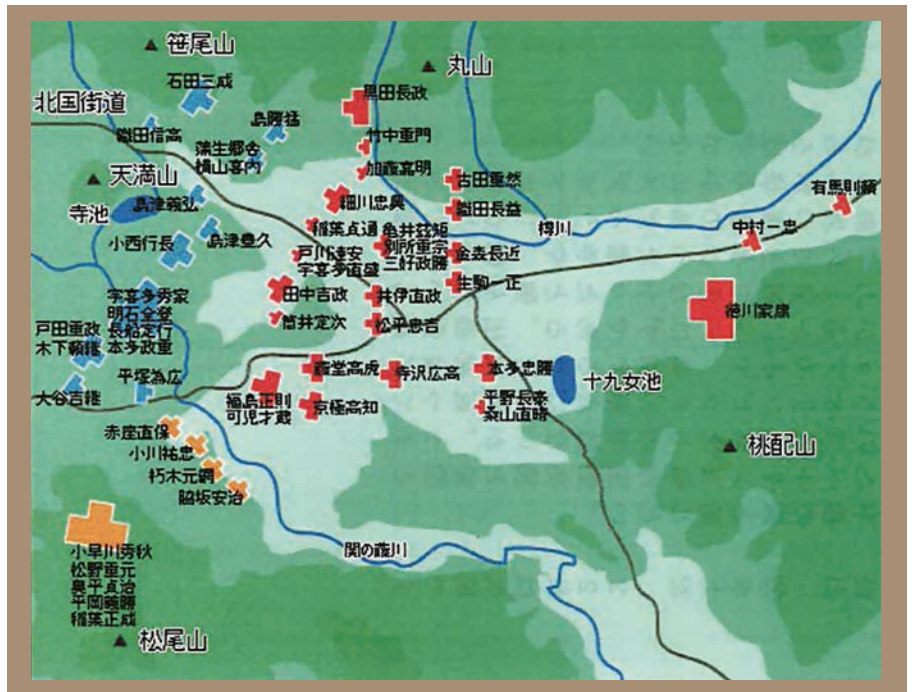 笹尾山
丸山
石田三成
黒田長政
北国街道
織田信高
島勝猛
竹中重門
蒲生郷舎
横山喜内
加藤嘉明
天満山
古田重然
有馬則頼
島津義弘
細川忠興
織田長益
寺池
稲葉貞通
亀井茲矩
樽川
中村一忠
小西行長
島津豊久
戸川達安
宇喜多直盛
別所重宗
三好政勝
金森長近
生駒一正
宇喜多秀家
明石全登
長船定行
本多政重
田中吉政
井伊直政
徳川家康
戸田重政
木下頼継
筒井定次
松平忠吉
平塚為広
藤堂高虎
寺沢広高
本多忠勝
十九女池
大谷吉継
福島正則
可児才蔵
京極高知
平野長泰
桑山直晴
赤座直保
小川祐忠
朽木元綱
脇坂安治
桃配山
小早川秀秋
松野重元
奥平貞治
平岡頼勝
稲葉正成
関の藤川
松尾山